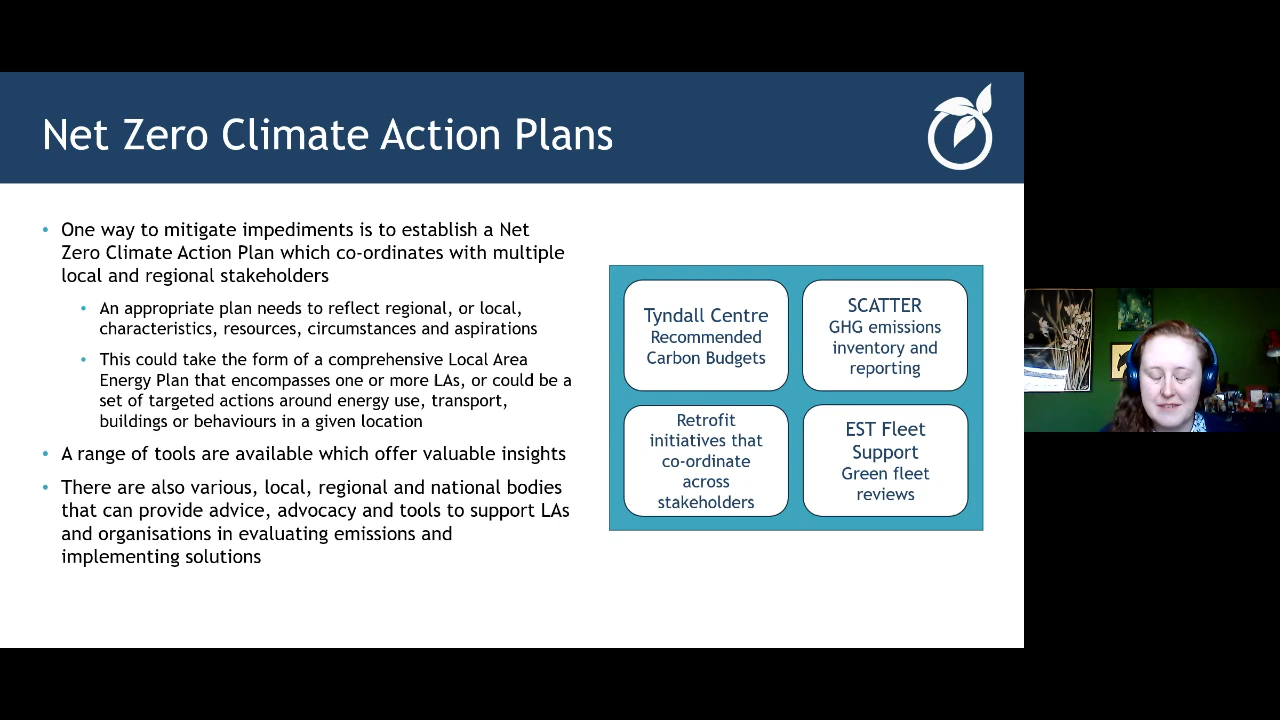 Net Zero Climate Action Plans
• One way to mitigate impediments is to establish a Net
Zero Climate Action Plan which co-ordinates with multiple
local and regional stakeholders
• An appropriate plan needs to reflect regional, or local,
characteristics, resources, circumstances and aspirations
• This could take the form of a comprehensive Local Area
Energy Plan that encompasses one or more LAs, or could be a
set of targeted actions around energy use, transport,
buildings or behaviours in a given location
• A range of tools are available which offer valuable insights
• There are also various, local, regional and national bodies
that can provide advice, advocacy and tools to support LAs
and organisations in evaluating emissions and
implementing solutions
Tyndall Centre
Recommended
Carbon Budgets
SCATTER
GHG emissions
inventory and
reporting
Retrofit
initiatives that
co-ordinate
across
stakeholders
EST Fleet
Support
Green fleet
reviews